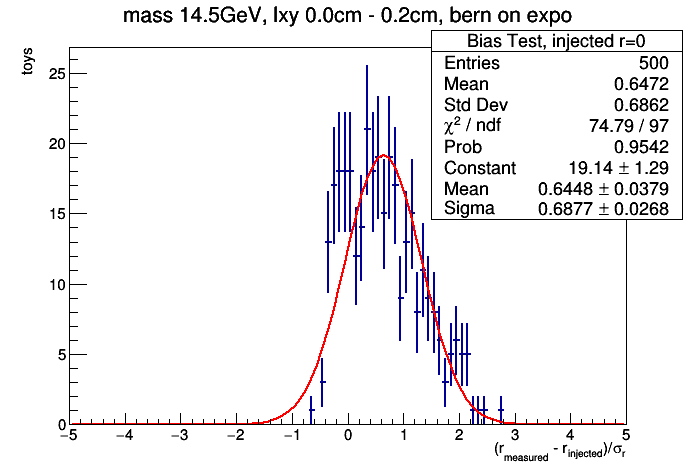 mass 14.5GeV, lxy 0.0cm - 0.2cm, bern on expo
Bias Test, injected r=0
Entries 500
Mean 0.6472
Std Dev 0.6862
χ² / ndf 74.79 / 97
Prob 0.9542
Constant 19.14 ± 1.29
Mean 0.6448 ± 0.0379
Sigma 0.6877 ± 0.0268
toys
25
20
15
10
5
0
−5 −4 −3 −2 −1 0 1 2 3 4 5
(r_measured - r_injected)/σ_r